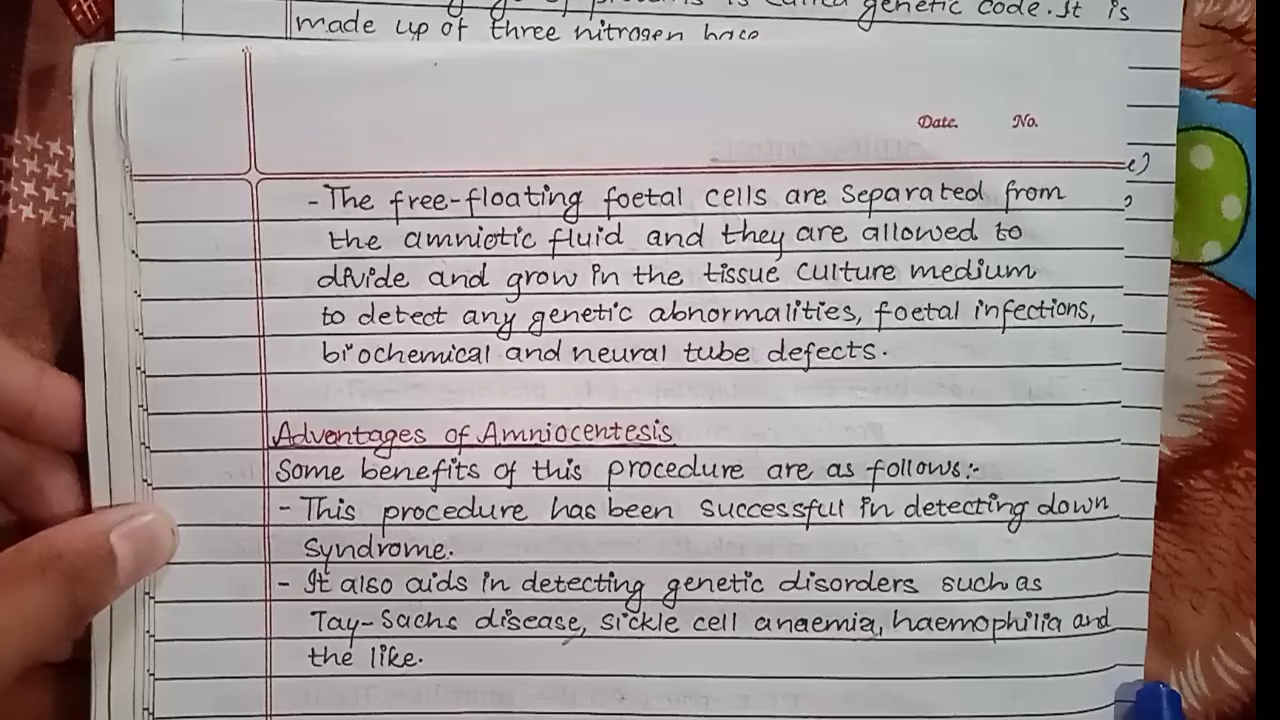 genetic code. It is
made up of three nitrogen
Date. No.
- The free-floating foetal cells are separated from
the amniotic fluid and they are allowed to
divide and grow in the tissue culture medium
to detect any genetic abnormalities, foetal infections,
biochemical and neural tube defects.
Advantages of Amniocentesis
Some benefits of this procedure are as follows:-
- This procedure has been successful in detecting down
syndrome.
- It also aids in detecting genetic disorders such as
Tay-Sachs disease, sickle cell anaemia, haemophilia and
the like.